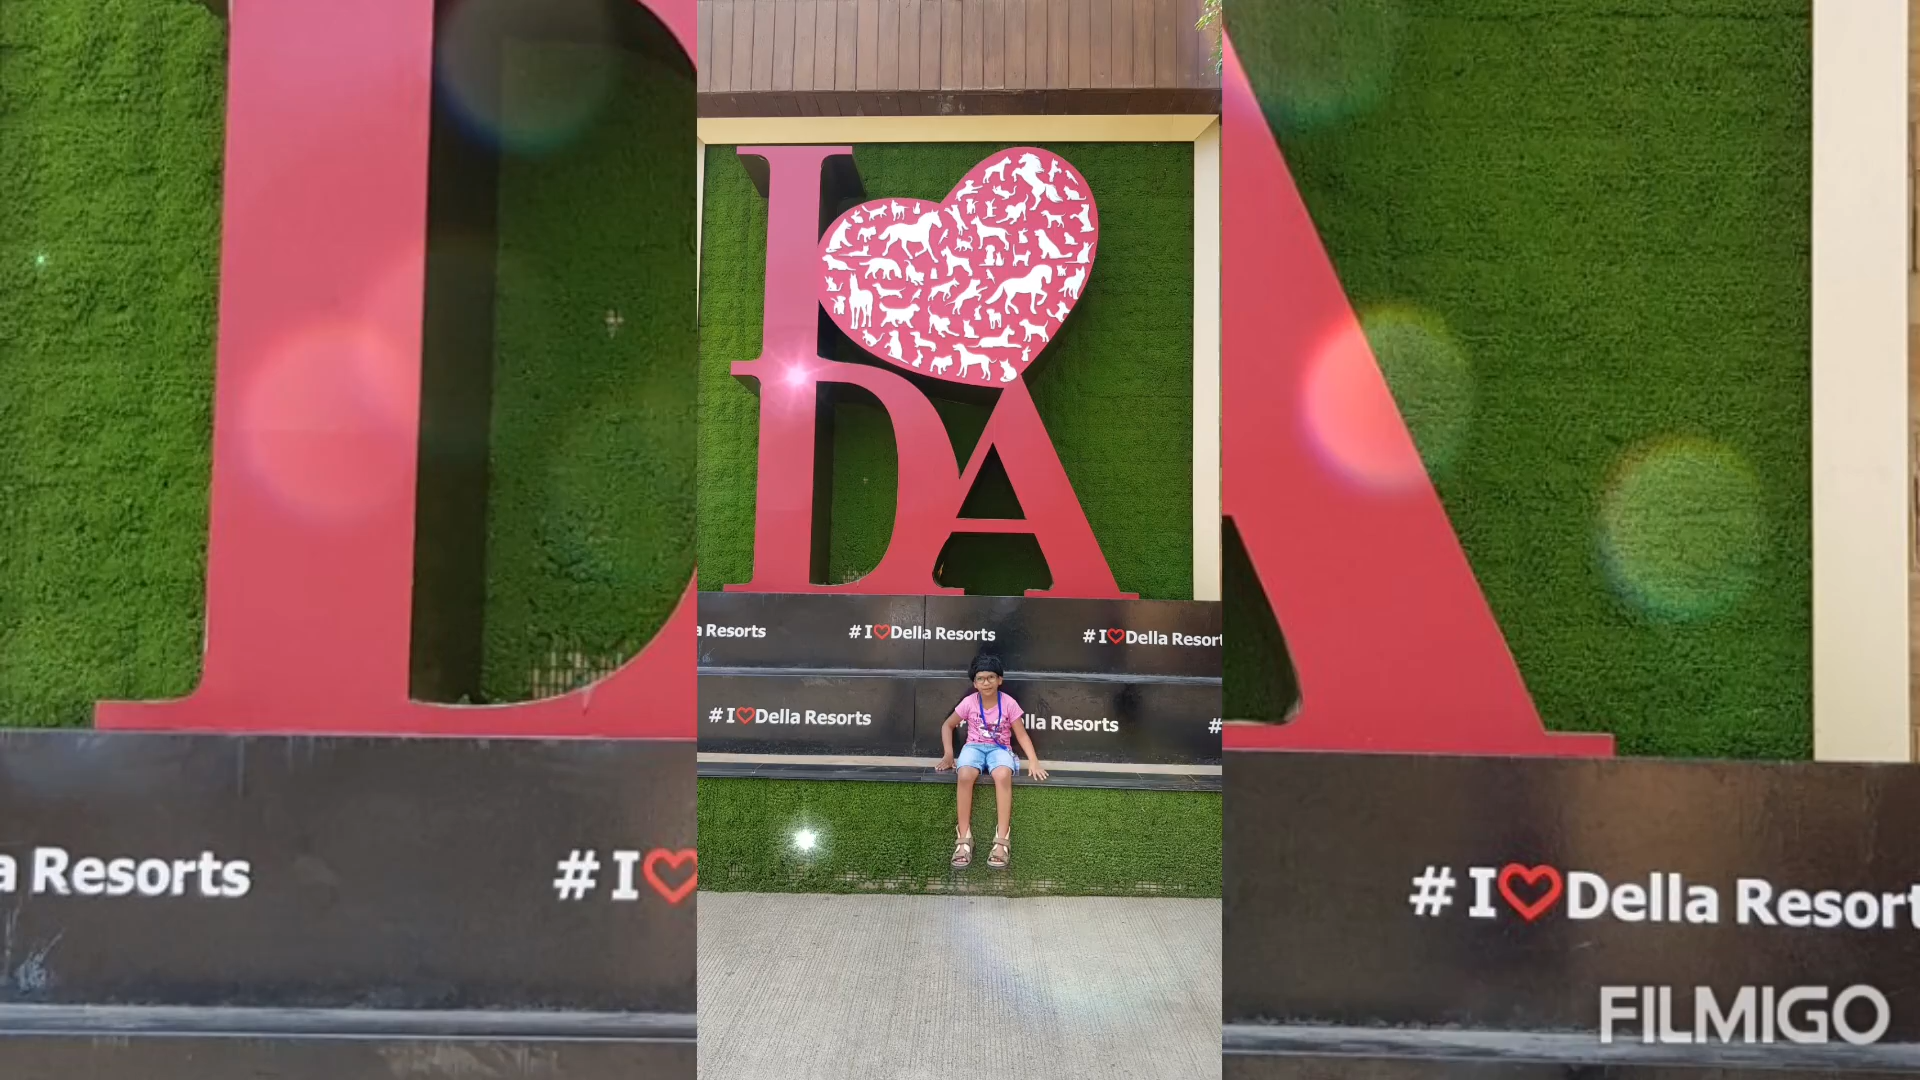 I
DA
a Resorts
# I Della Resorts
# I Della Resort
# I Della Resorts
lla Resorts
#
a Resorts
# I
# I Della Resort
FILMIGO